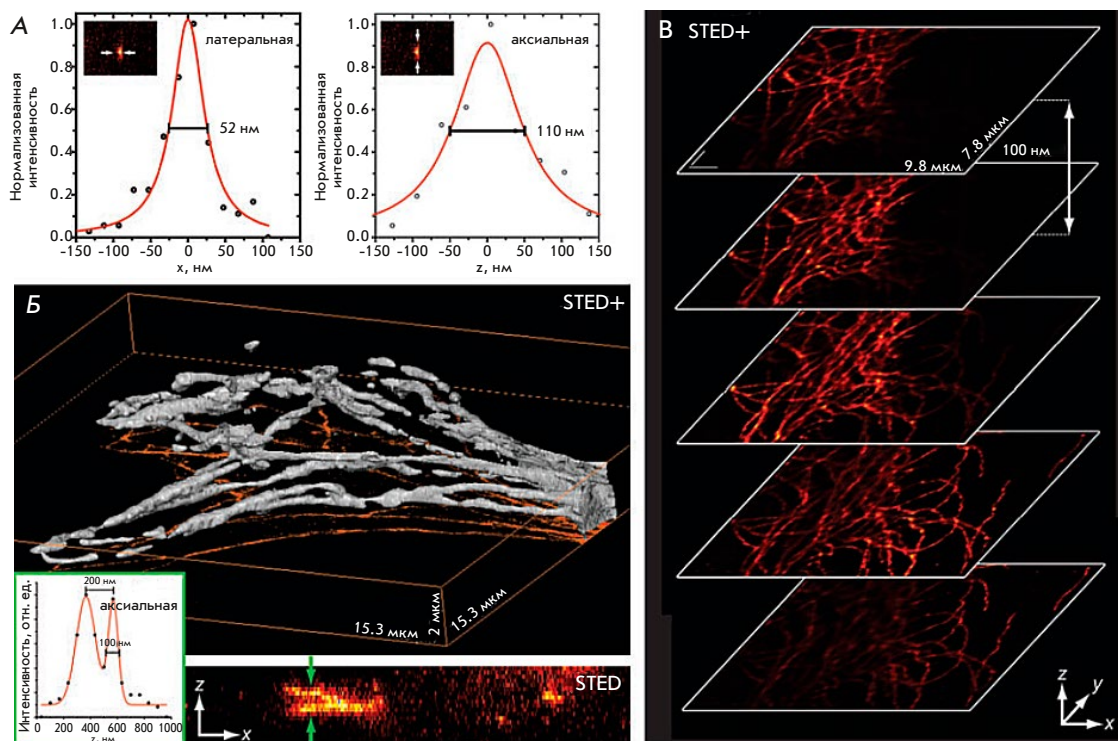 А
1.0
0.8
0.6
0.4
0.2
0.0
Нормализованная
интенсивность
латеральная
52 нм
-150 -100 -50 0 50 100 150
x, нм
1.0
0.8
0.6
0.4
0.2
0.0
Нормализованная
интенсивность
аксиальная
110 нм
-150 -100 -50 0 50 100 150
z, нм
Б
STED+
15.3 мкм
2 мкм
15.3 мкм
Интенсивность, отн. ед.
200 нм
аксиальная
100 нм
0 200 400 600 800 1000
z, нм
z
x
STED
В STED+
7.8 мкм
9.8 мкм
100 нм
z
y
x